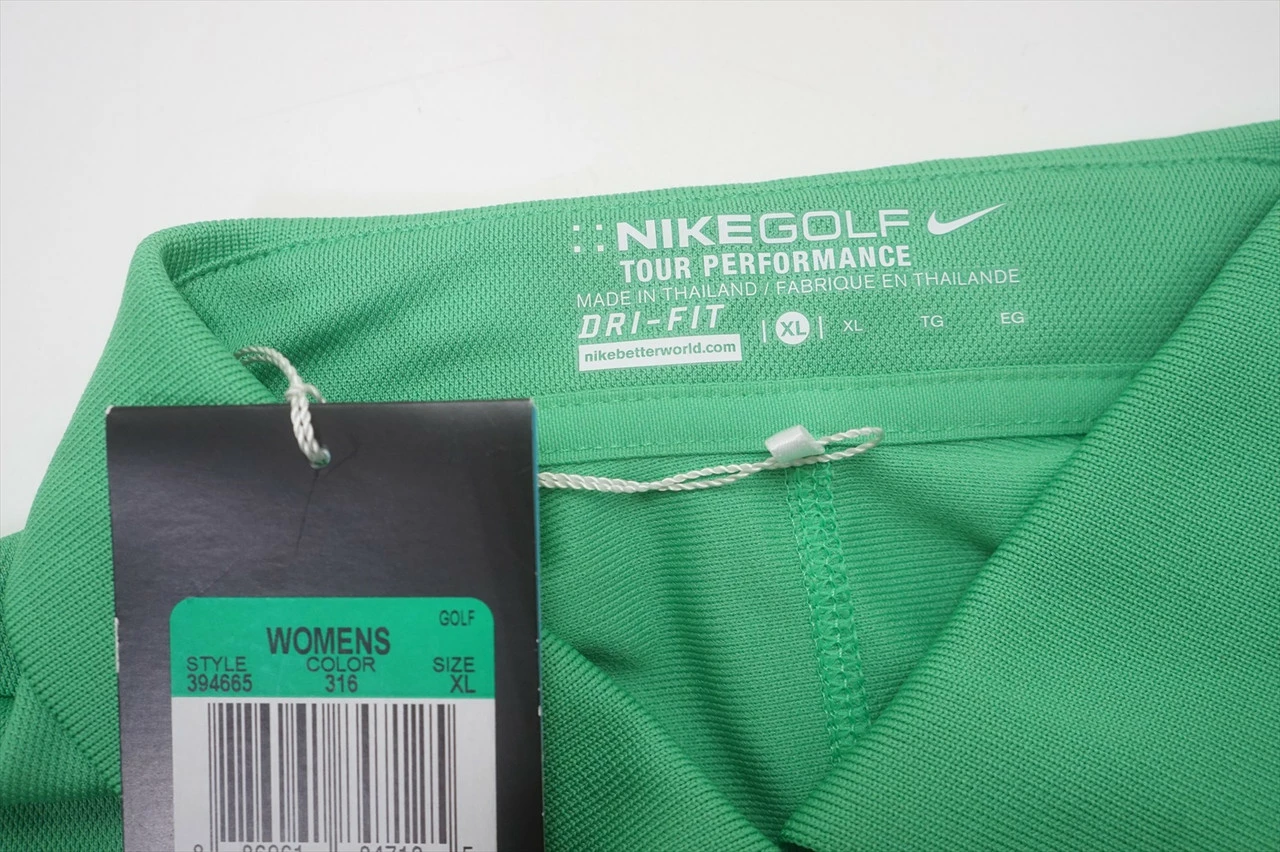 NIKEGOLF
TOUR PERFORMANCE
MADE IN THAILAND / FABRIQUE EN THAILANDE
DRI-FIT
nikebetterworld.com
| XL | XL TG EG
GOLF
WOMENS
STYLE COLOR SIZE
394665 316 XL